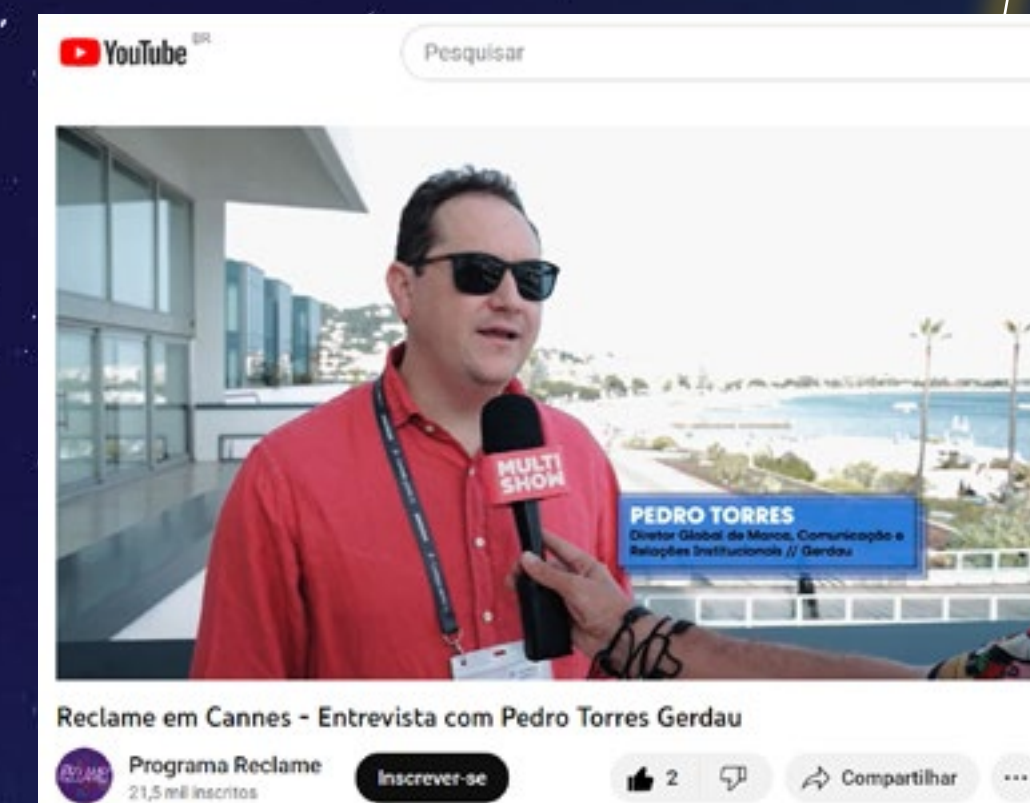 YouTube BR
Pesquisar
MULTI
SHOW
PEDRO TORRES
Diretor Global de Marca, Comunicação e
Relações Institucionais // Gerdau
Reclame em Cannes - Entrevista com Pedro Torres Gerdau
RECLAME
Programa Reclame
21,5 mil inscritos
Inscrever-se
2
Compartilhar